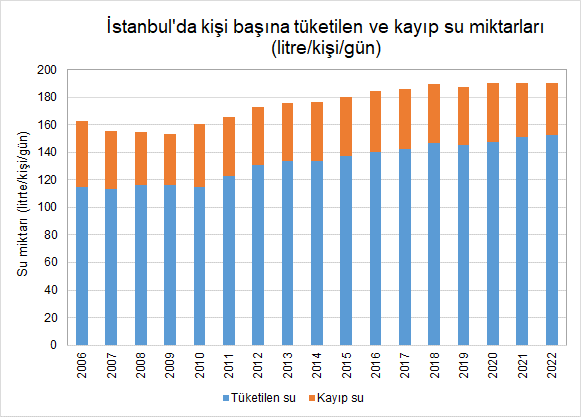 İstanbul'da kişi başına tüketilen ve kayıp su miktarları
(litre/kişi/gün)
Su miktarı (litrte/kişi/gün)
200
180
160
140
120
100
80
60
40
20
0
2006 2007 2008 2009 2010 2011 2012 2013 2014 2015 2016 2017 2018 2019 2020 2021 2022
Tüketilen su Kayıp su